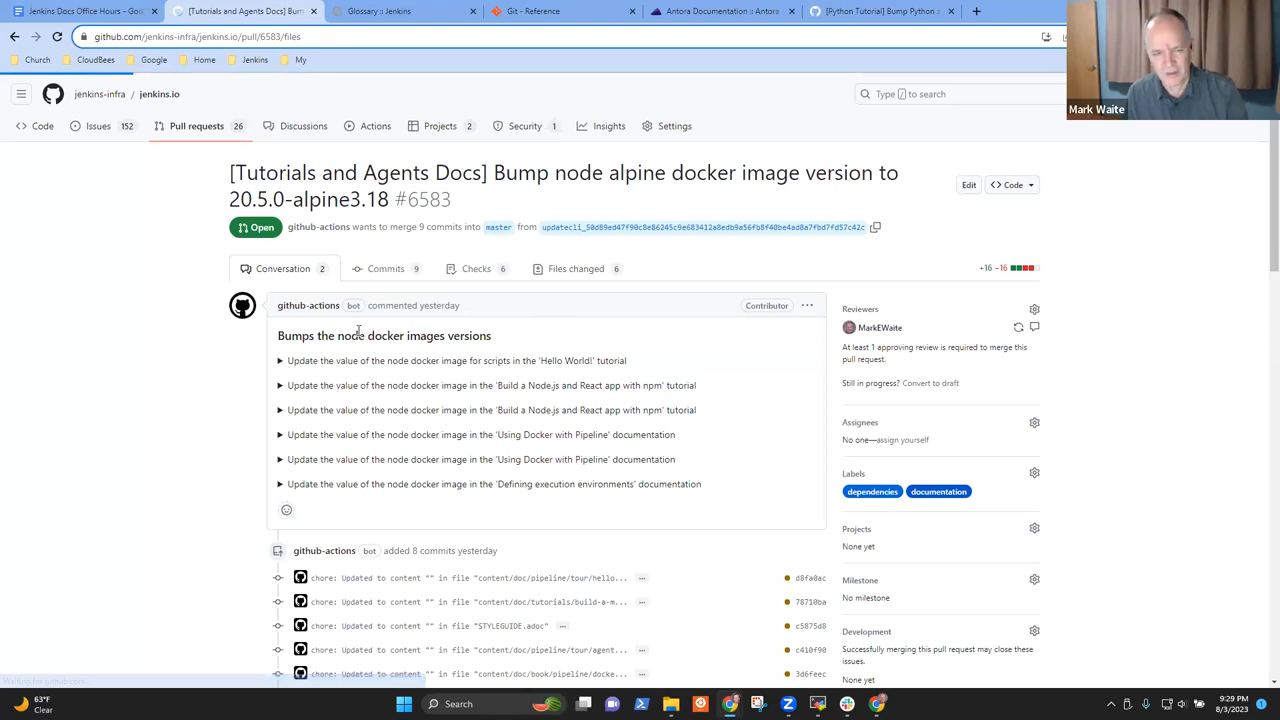 Jenkins Docs Office Hours - Goo
[Tutorials and Agents Docs] Bum
Glossary :: Jenkins
Git - Reference
Antora Documentation :: Antora
[Python Tutorial] Bump Python
github.com/jenkins-infra/jenkins.io/pull/6583/files
Church
CloudBees
Google
Home
Jenkins
My
Mark Waite
jenkins-infra / jenkins.io
Type / to search
Code
Issues 152
Pull requests 26
Discussions
Actions
Projects 2
Security 1
Insights
Settings
[Tutorials and Agents Docs] Bump node alpine docker image version to
20.5.0-alpine3.18 #6583
Edit
<> Code
Open
github-actions wants to merge 9 commits into master from updatecli_50d89ed47f90c8e86245c9e683412a8edb9a56fb8f40be4ad8a7fbd7fd57c42c
Conversation 2
Commits 9
Checks 6
Files changed 6
+16 −16
github-actions bot commented yesterday
Contributor
Bumps the node docker images versions
Update the value of the node docker image for scripts in the 'Hello World!' tutorial
Update the value of the node docker image in the 'Build a Node.js and React app with npm' tutorial
Update the value of the node docker image in the 'Build a Node.js and React app with npm' tutorial
Update the value of the node docker image in the 'Using Docker with Pipeline' documentation
Update the value of the node docker image in the 'Using Docker with Pipeline' documentation
Update the value of the node docker image in the 'Defining execution environments' documentation
github-actions bot added 8 commits yesterday
chore: Updated to content "" in file "content/doc/pipeline/tour/hello... d8fa0ac
chore: Updated to content "" in file "content/doc/tutorials/build-a-m... 78710ba
chore: Updated to content "" in file "STYLEGUIDE.adoc" ... c5875d8
chore: Updated to content "" in file "content/doc/pipeline/tour/agent... c410f90
chore: Updated to content "" in file "content/doc/book/pipeline/docke... 3d6feec
Reviewers
MarkEWaite
At least 1 approving review is required to merge this
pull request.
Still in progress? Convert to draft
Assignees
No one—assign yourself
Labels
dependencies
documentation
Projects
None yet
Milestone
No milestone
Development
Successfully merging this pull request may close these
issues.
None yet
Waiting for github.com...
63°F
Clear
Search
9:29 PM
8/3/2023